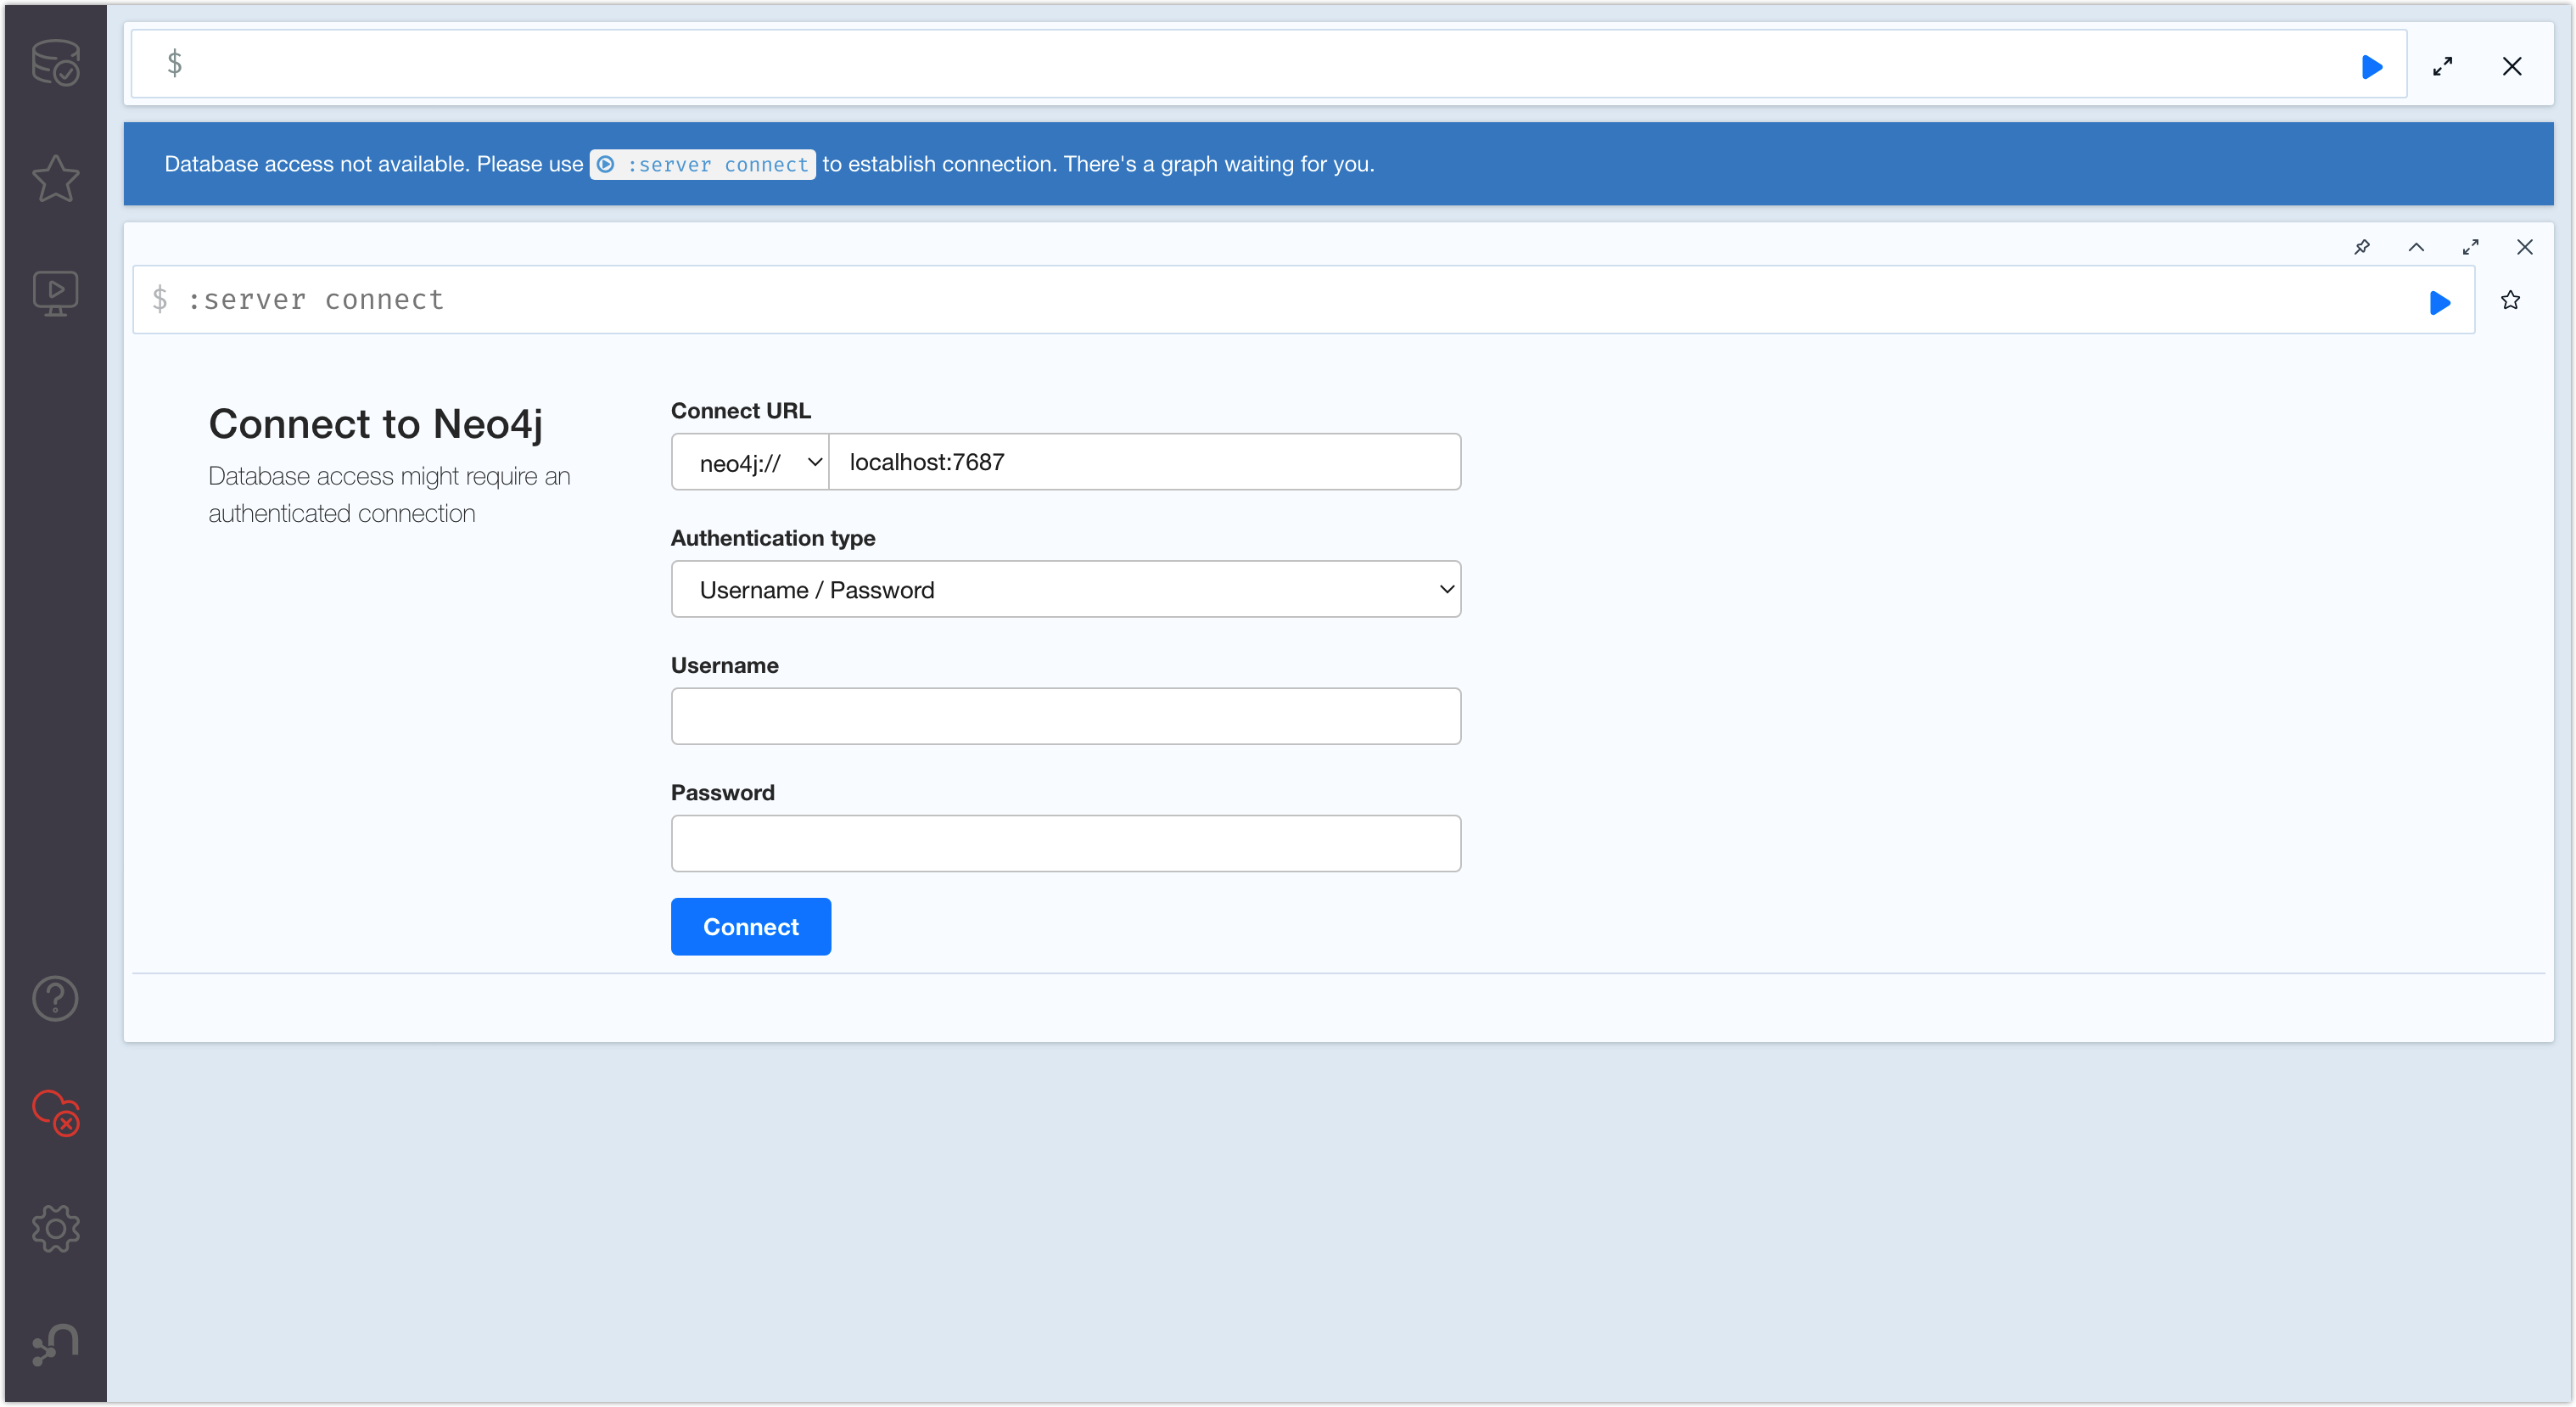 $
Database access not available. Please use :server connect to establish connection. There's a graph waiting for you.
$ :server connect
Connect to Neo4j
Database access might require an
authenticated connection
Connect URL
neo4j:// localhost:7687
Authentication type
Username / Password
Username
Password
Connect